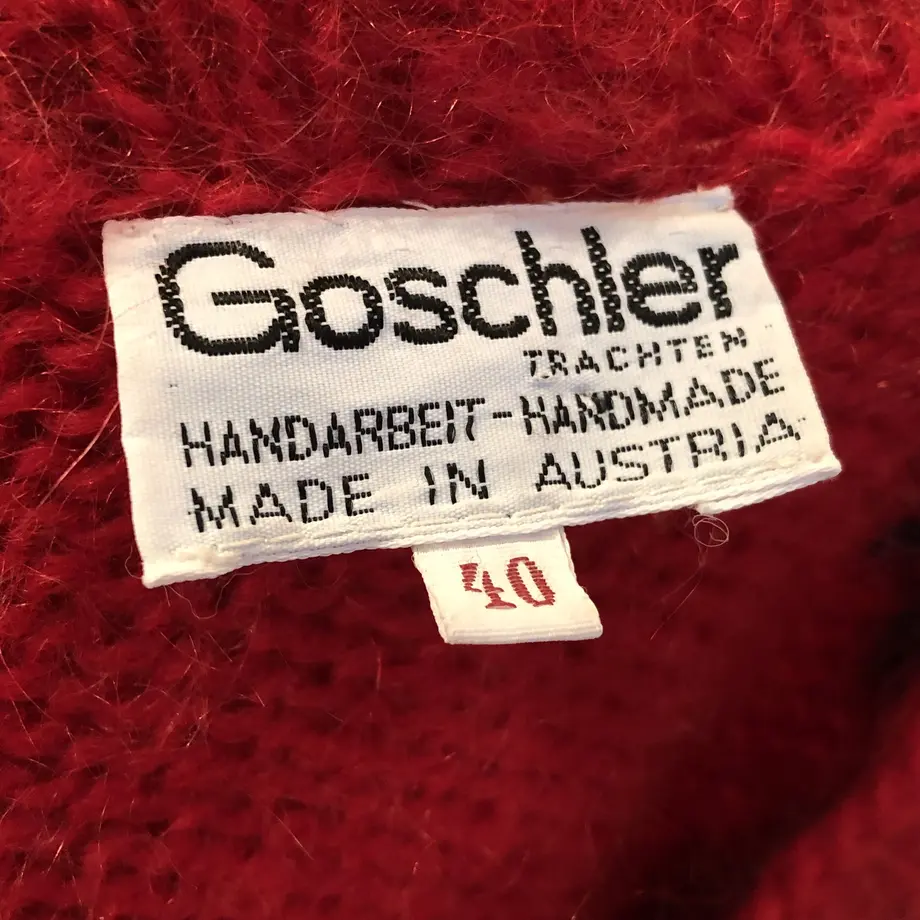 Goschler
TRACHTEN
HANDARBEIT-HANDMADE
MADE IN AUSTRIA
40